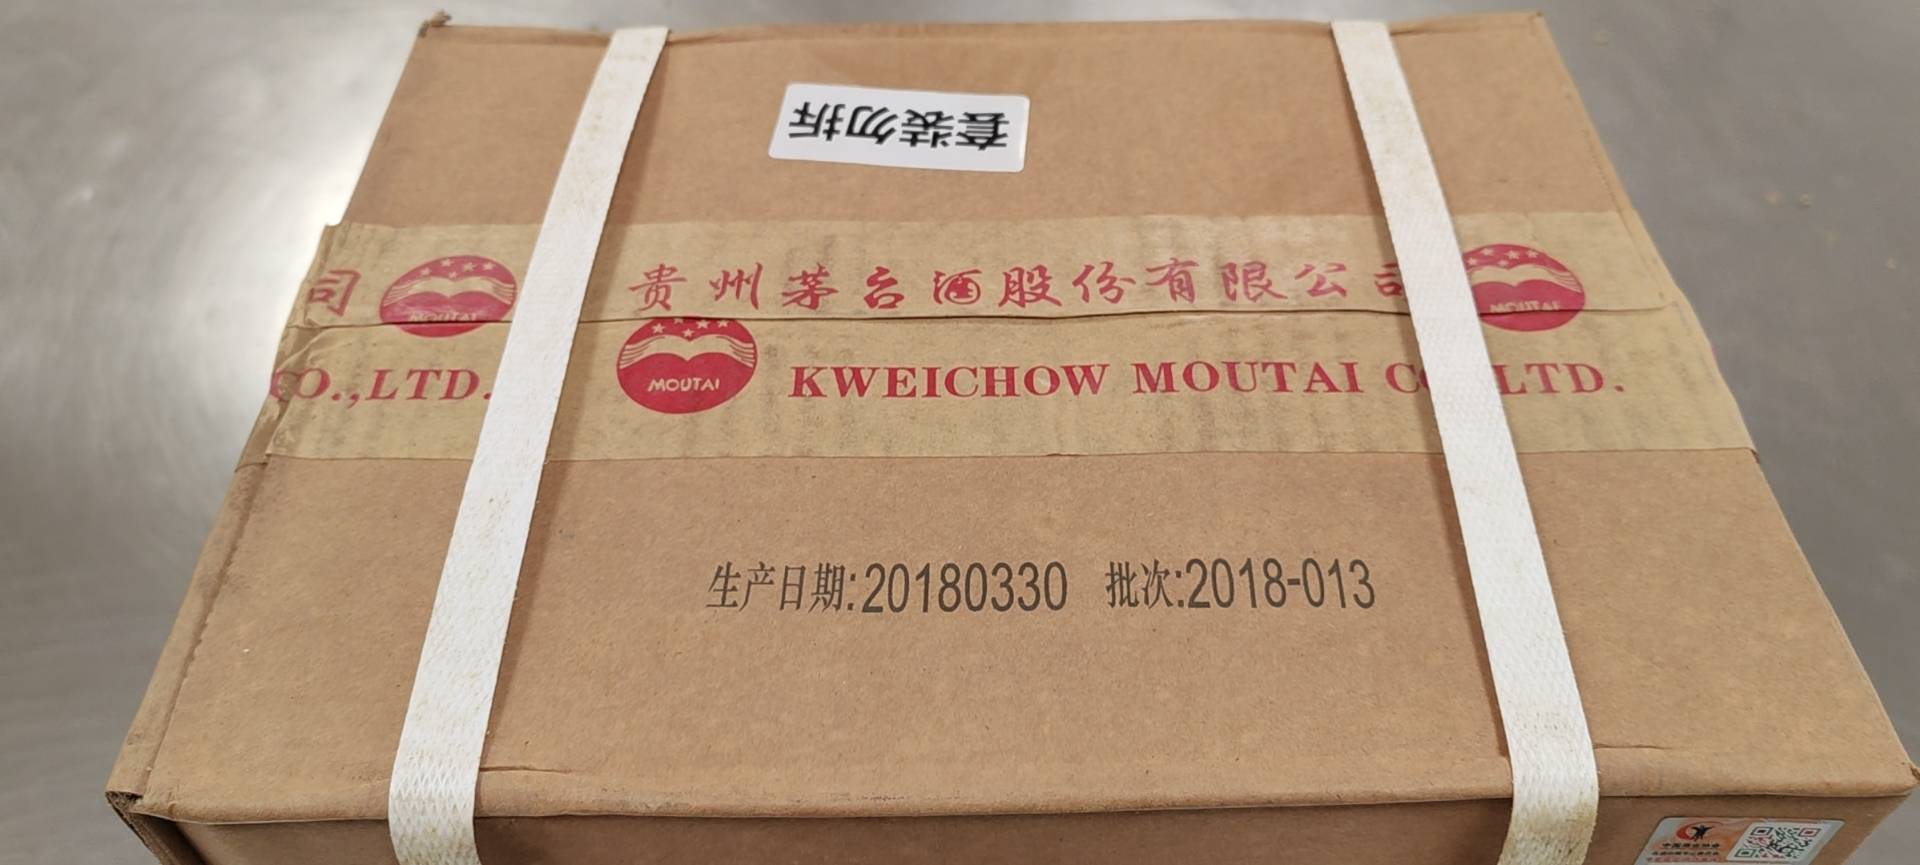 套装勿拆
司 贵州茅台酒股份有限公司
MOUTAI MOUTAI
CO.,LTD. MOUTAI KWEICHOW MOUTAI CO LTD.
生产日期:20180330 批次:2018-013